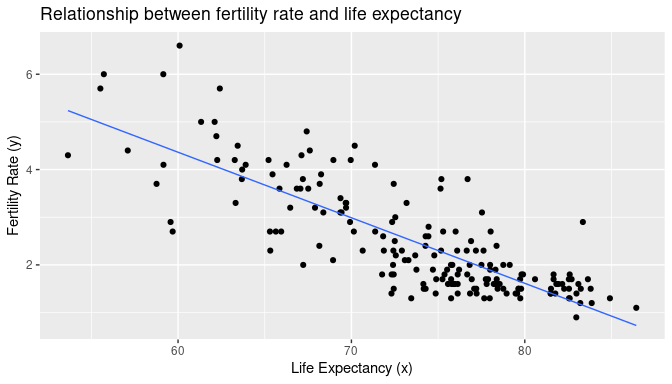 Relationship between fertility rate and life expectancy
6
4
2
Fertility Rate (y)
60 70 80
Life Expectancy (x)